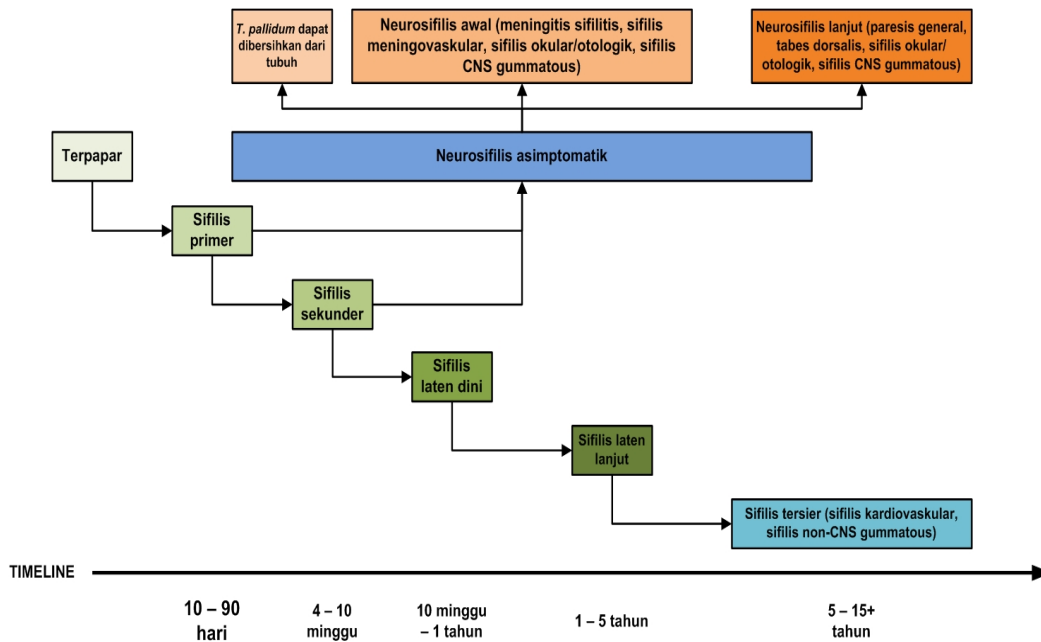 T. pallidum dapat
dibersihkan dari
tubuh
Neurosifilis awal (meningitis sifilitis, sifilis
meningovaskular, sifilis okular/otologik, sifilis
CNS gummatous)
Neurosifilis lanjut (paresis general,
tabes dorsalis, sifilis okular/
otologik, sifilis CNS gummatous)
Terpapar
Neurosifilis asimptomatik
Sifilis
primer
Sifilis
sekunder
Sifilis
laten dini
Sifilis laten
lanjut
Sifilis tersier (sifilis kardiovaskular,
sifilis non-CNS gummatous)
TIMELINE
10 – 90
hari
4 – 10
minggu
10 minggu
– 1 tahun
1 – 5 tahun
5 – 15+
tahun